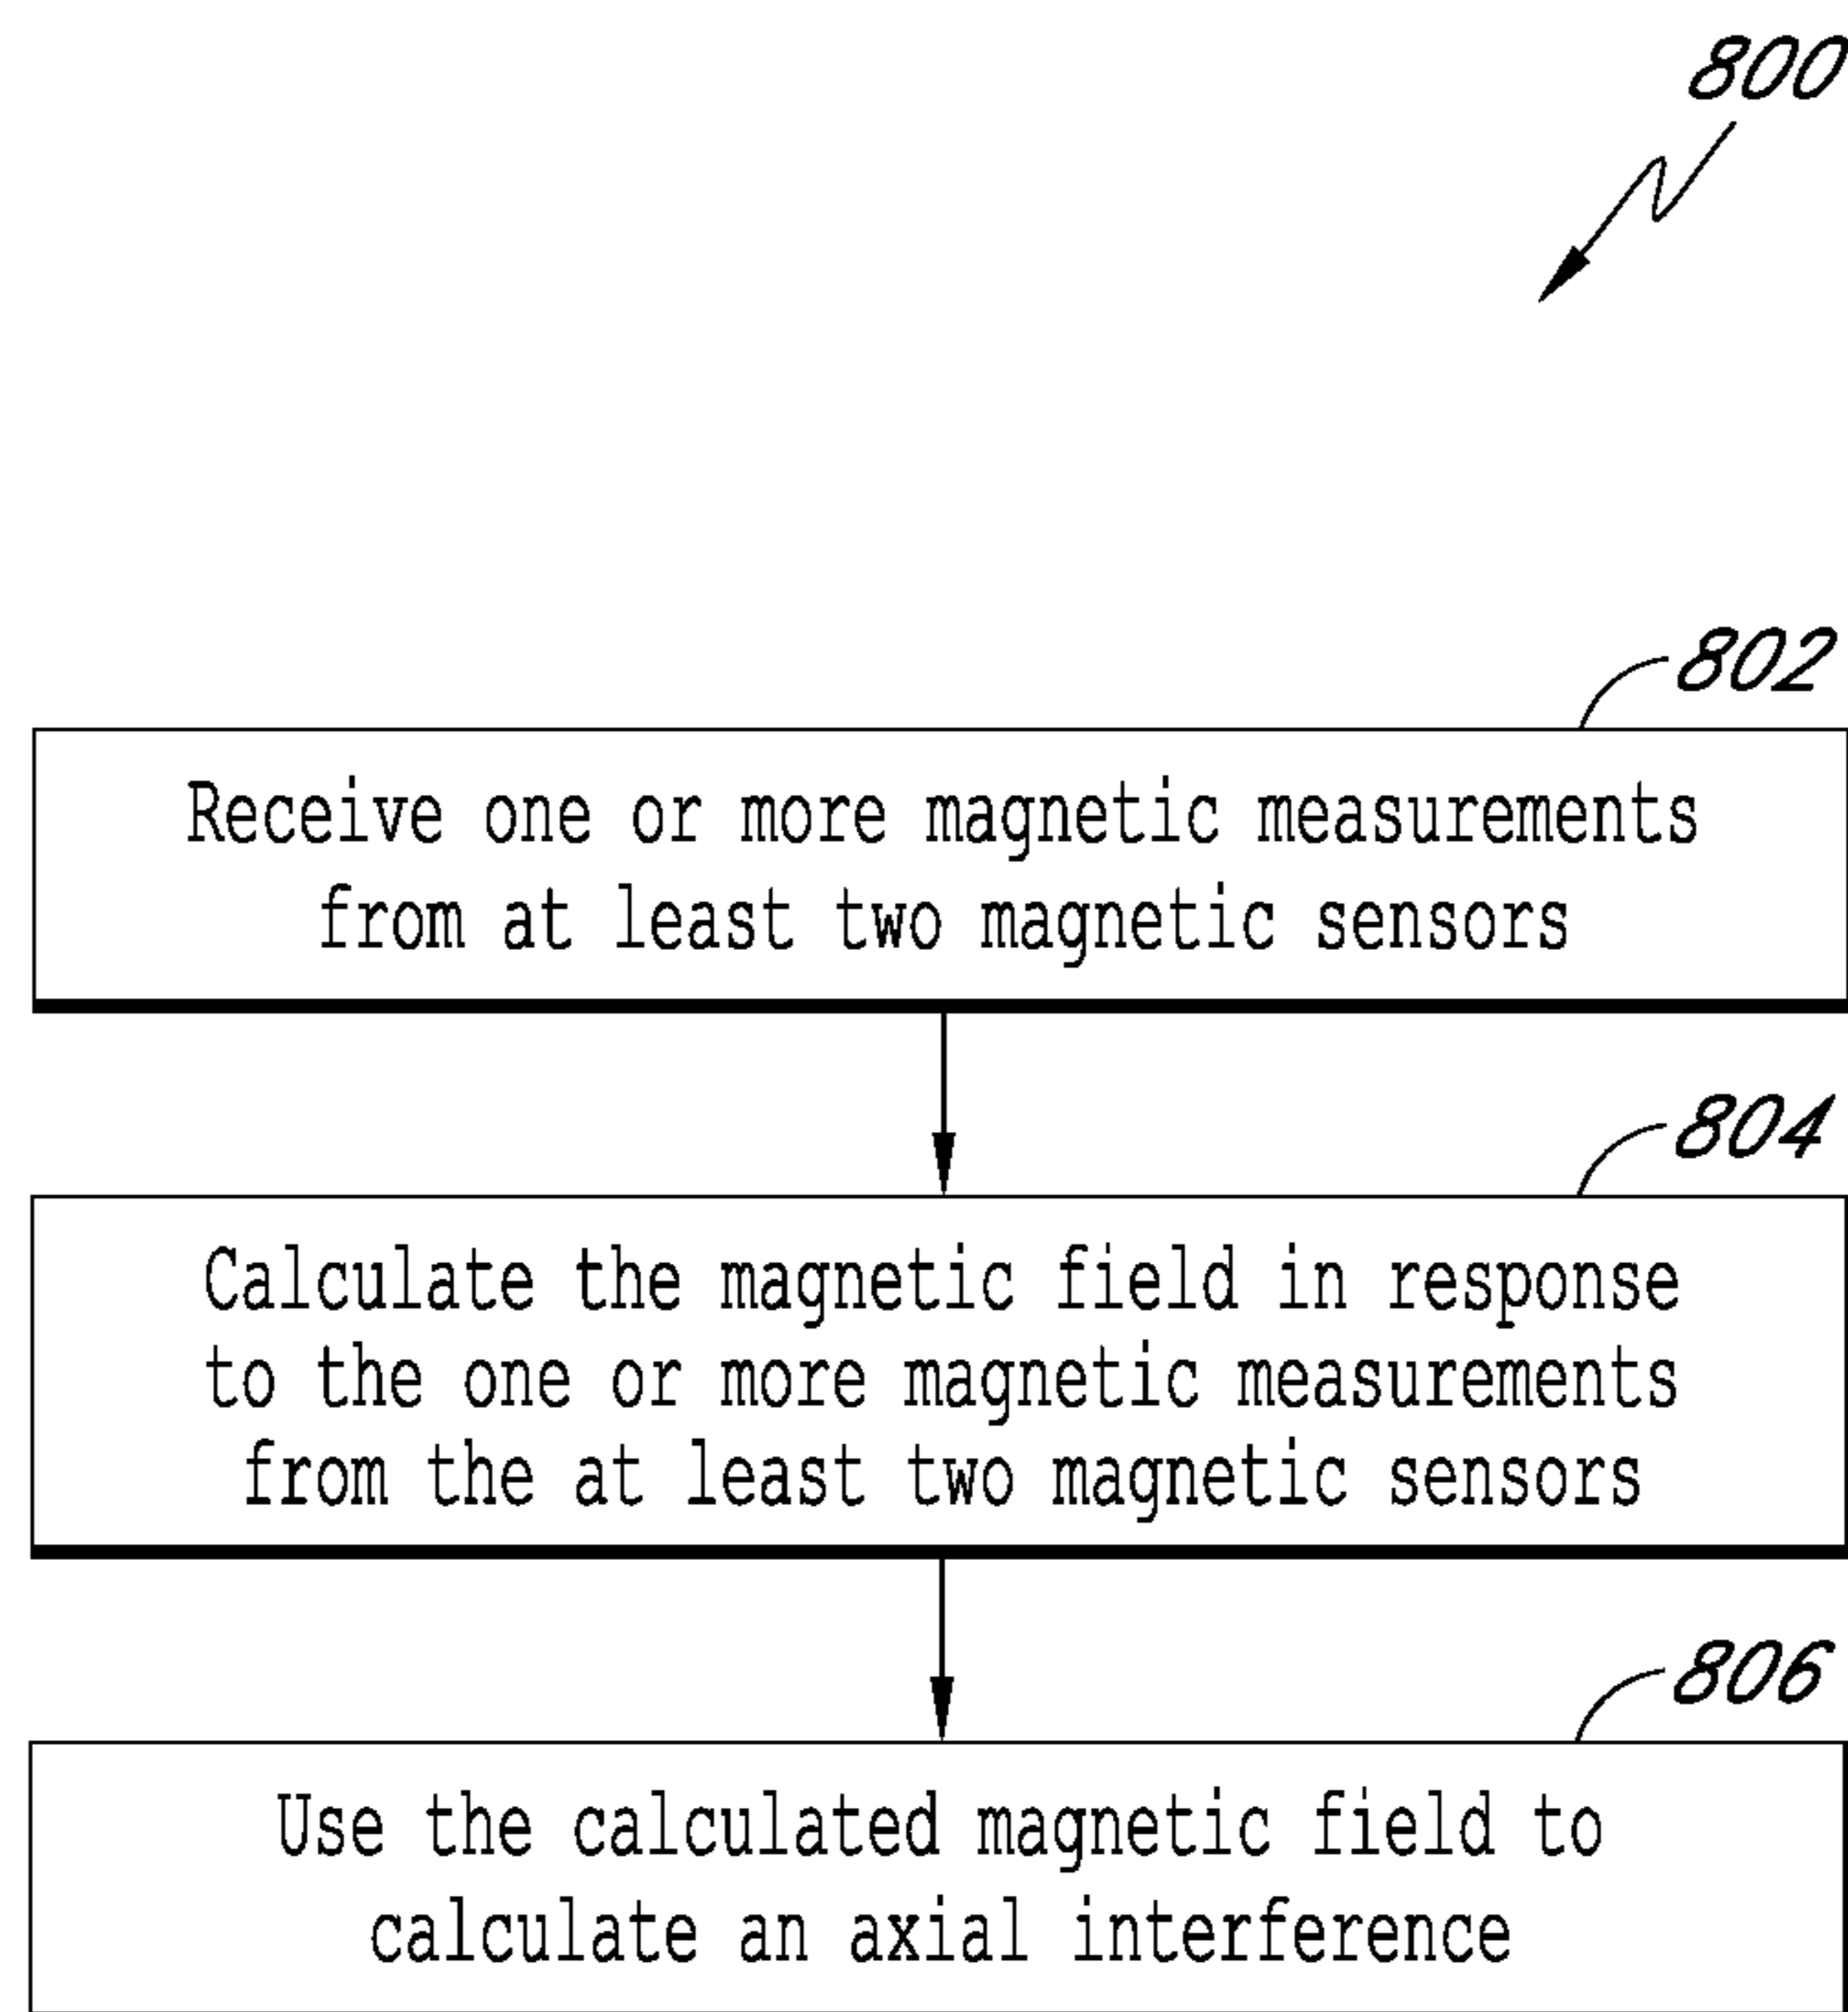 800
802
Receive one or more magnetic measurements
from at least two magnetic sensors
804
Calculate the magnetic field in response
to the one or more magnetic measurements
from the at least two magnetic sensors
806
Use the calculated magnetic field to
calculate an axial interference